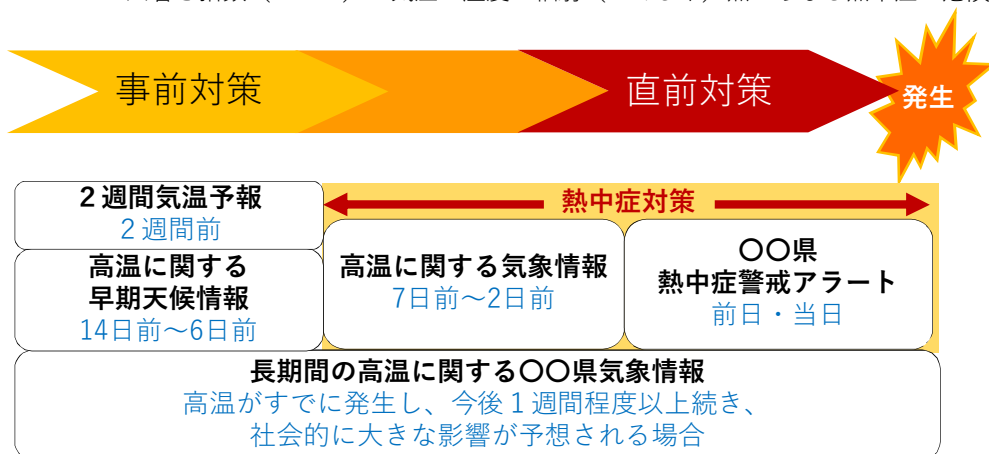 事前対策
直前対策
発生
２週間気温予報
２週間前
熱中症対策
高温に関する
早期天候情報
14日前～6日前
高温に関する気象情報
7日前～2日前
〇〇県
熱中症警戒アラート
前日・当日
長期間の高温に関する〇〇県気象情報
高温がすでに発生し、今後１週間程度以上続き、
社会的に大きな影響が予想される場合